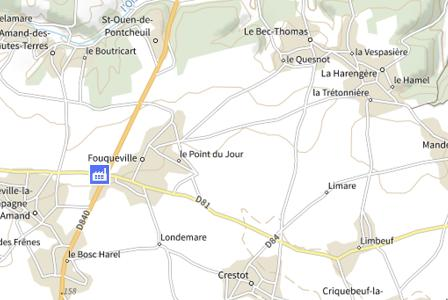 elamare
St-Ouen-de-
Pontcheuil
Amand-des-
utes-Terres
le Boutricart
Le Bec-Thomas
la Vespasière
le Quesnot
La Harengère
le Hamel
la Trétonnière
Fouqueville
le Point du Jour
Mande
ville-la-
pagne
Amand
D81
Limare
D840
des Frênes
Londemare
D84
Limbeuf
le Bosc Harel
Crestot
158
Criquebeuf-la-